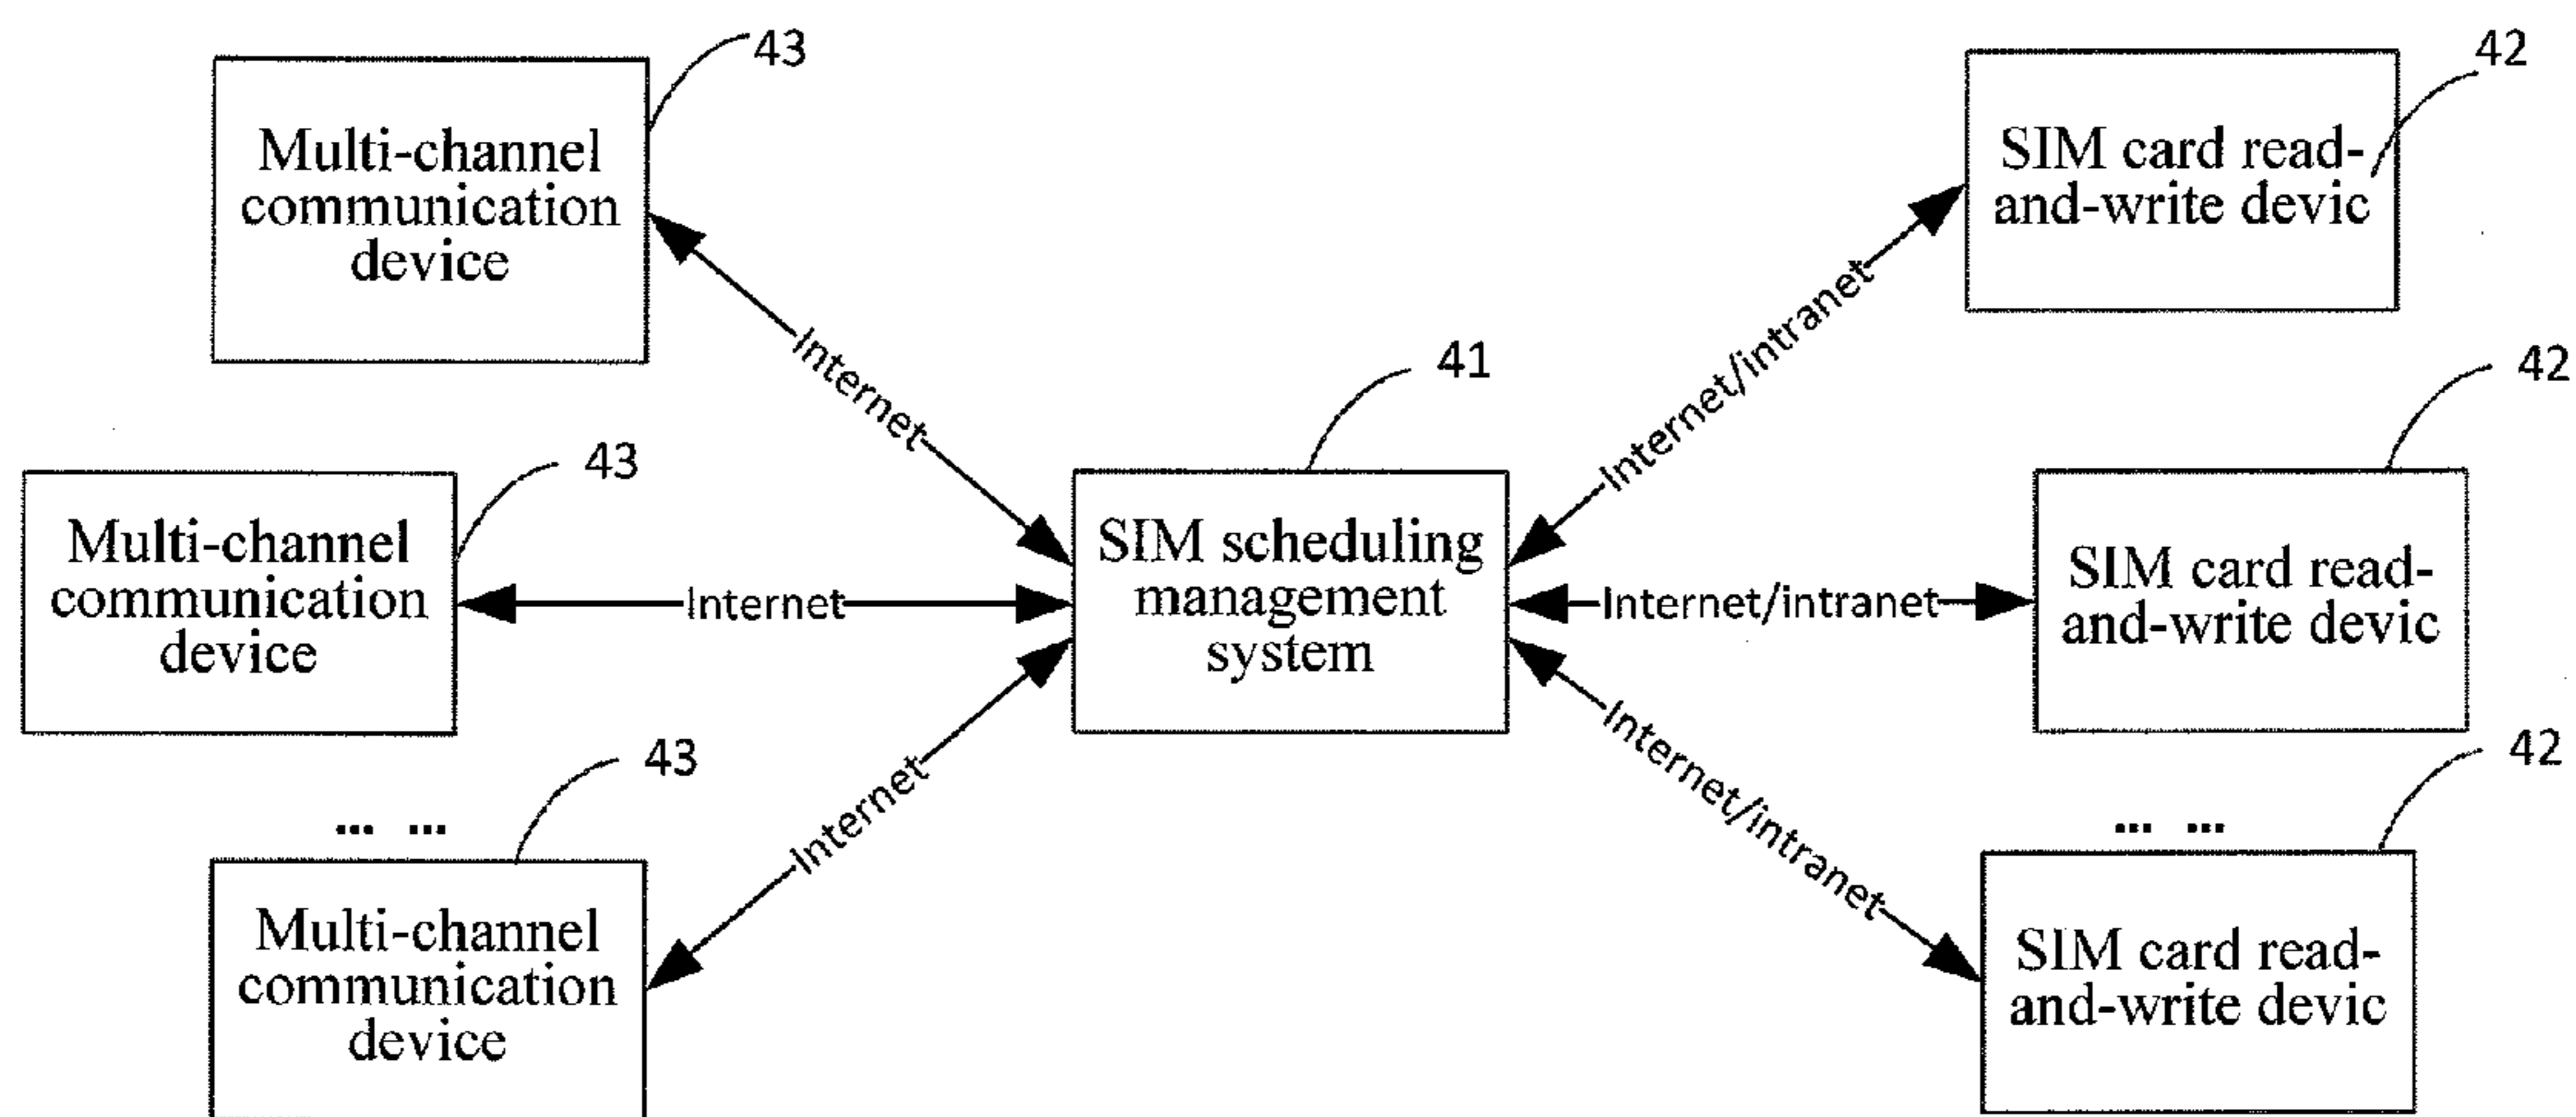 43
Multi-channel
communication
device
42
SIM card read-
and-write devic
Internet
Internet/intranet
41
43
Multi-channel
communication
device
Internet
SIM scheduling
management
system
Internet/intranet
42
SIM card read-
and-write devic
43
... ...
Multi-channel
communication
device
Internet
Internet/intranet
42
... ...
SIM card read-
and-write devic